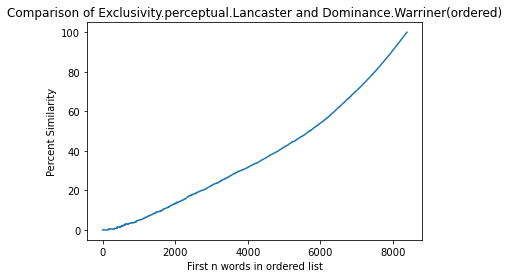 Comparison of Exclusivity.perceptual.Lancaster and Dominance.Warriner(ordered)
100
80
60
40
20
0
Percent Similarity
0 2000 4000 6000 8000
First n words in ordered list